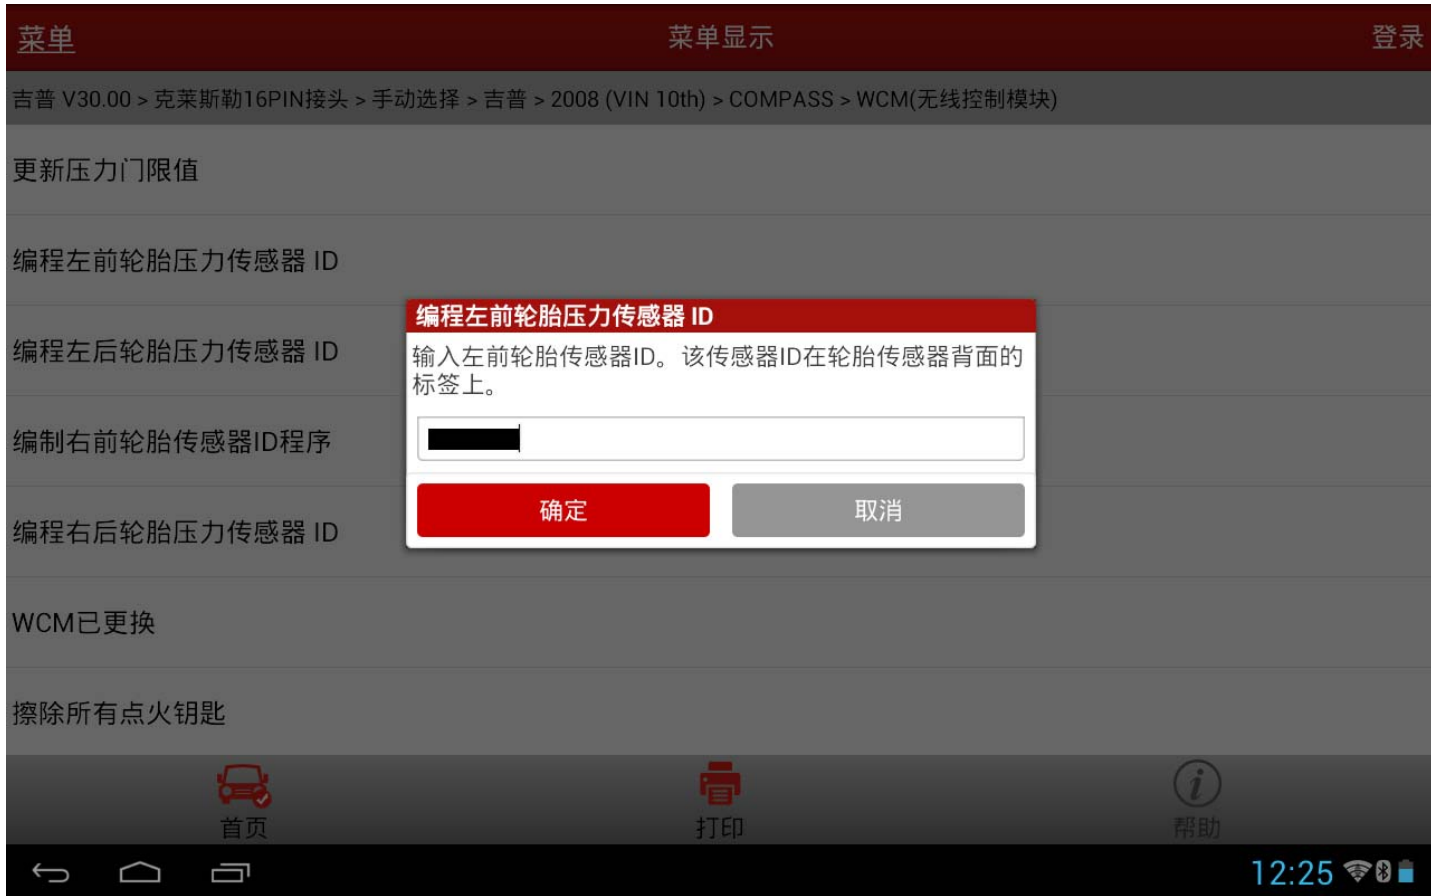 菜单
菜单显示
登录
吉普 V30.00 > 克莱斯勒16PIN接头 > 手动选择 > 吉普 > 2008 (VIN 10th) > COMPASS > WCM(无线控制模块)
更新压力门限值
编程左前轮胎压力传感器 ID
编程左后轮胎压力传感器 ID
编制右前轮胎传感器ID程序
编程右后轮胎压力传感器 ID
WCM已更换
擦除所有点火钥匙
编程左前轮胎压力传感器 ID
输入左前轮胎传感器ID。该传感器ID在轮胎传感器背面的
标签上。
确定
取消
首页
打印
帮助
12:25